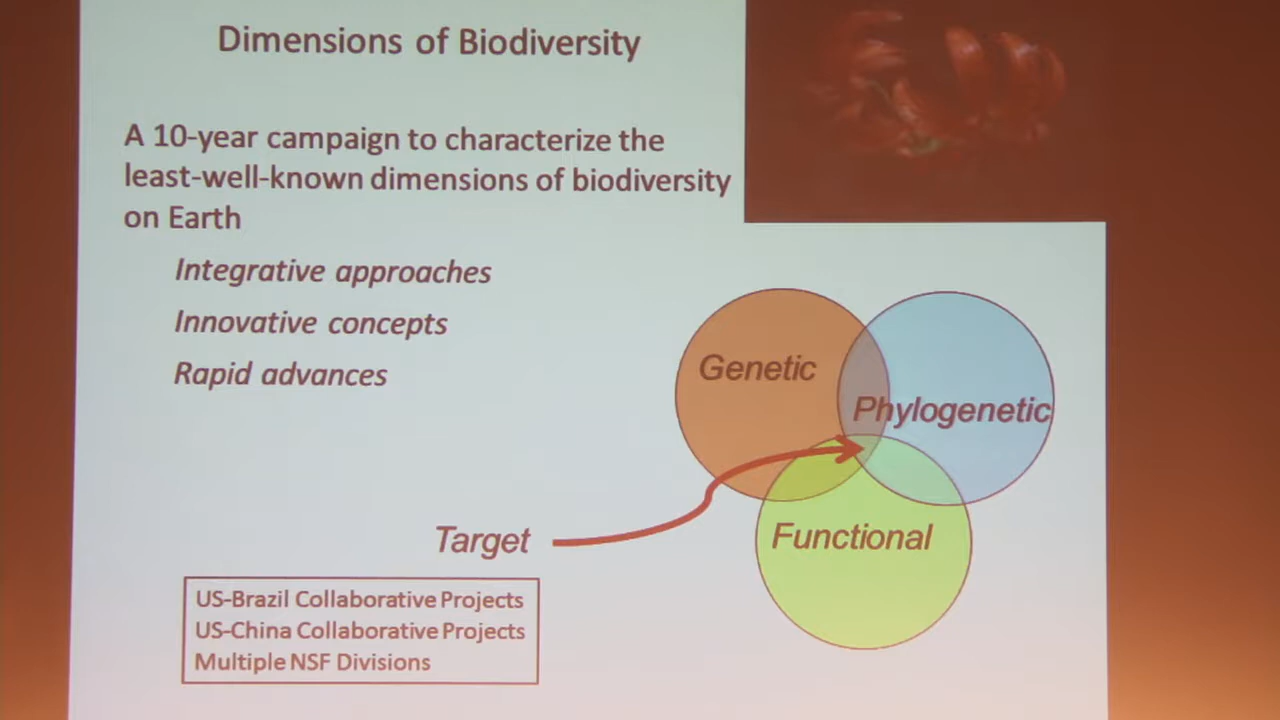 Dimensions of Biodiversity
A 10-year campaign to characterize the
least-well-known dimensions of biodiversity
on Earth
Integrative approaches
Innovative concepts
Rapid advances
Genetic
Phylogenetic
Functional
Target
US-Brazil Collaborative Projects
US-China Collaborative Projects
Multiple NSF Divisions